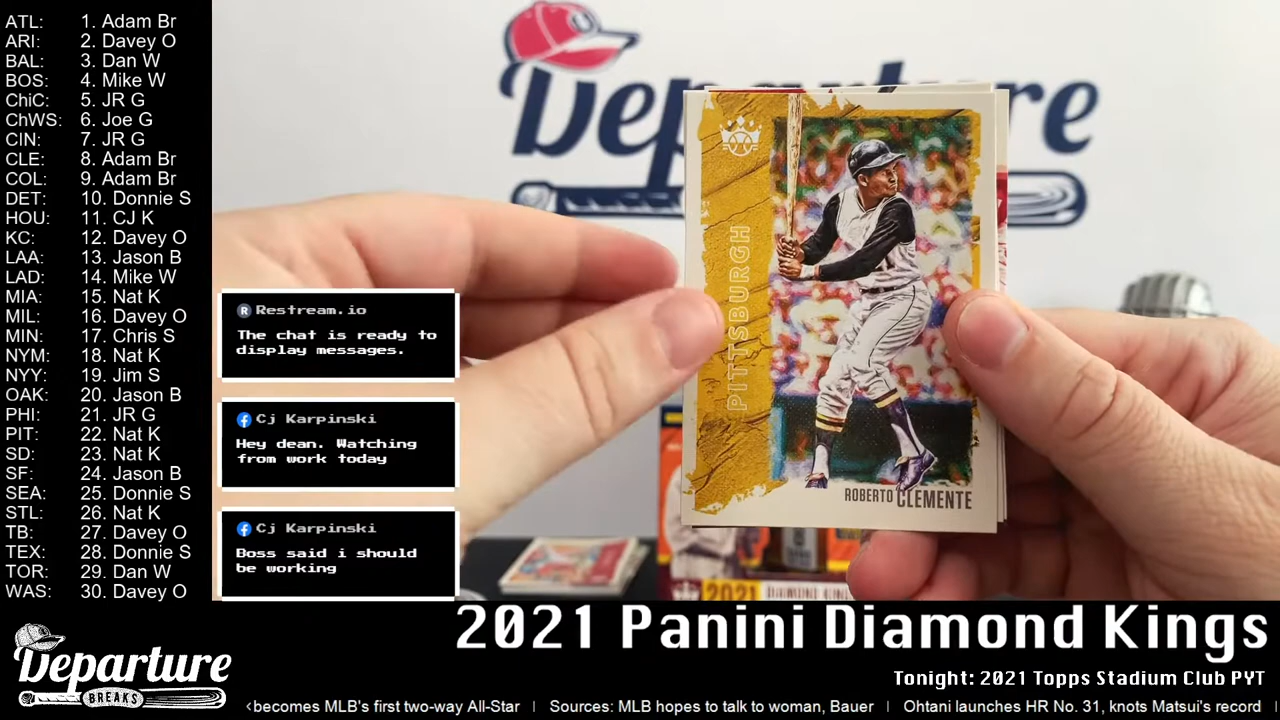 ATL: 1. Adam Br
ARI: 2. Davey O
BAL: 3. Dan W
BOS: 4. Mike W
ChiC: 5. JR G
ChWS: 6. Joe G
CIN: 7. JR G
CLE: 8. Adam Br
COL: 9. Adam Br
DET: 10. Donnie S
HOU: 11. CJ K
KC: 12. Davey O
LAA: 13. Jason B
LAD: 14. Mike W
MIA: 15. Nat K
MIL: 16. Davey O
MIN: 17. Chris S
NYM: 18. Nat K
NYY: 19. Jim S
OAK: 20. Jason B
PHI: 21. JR G
PIT: 22. Nat K
SD: 23. Nat K
SF: 24. Jason B
SEA: 25. Donnie S
STL: 26. Nat K
TB: 27. Davey O
TEX: 28. Donnie S
TOR: 29. Dan W
WAS: 30. Davey O
Departure
PITTSBURGH
ROBERTO CLEMENTE
Restream.io
The chat is ready to
display messages.
Cj Karpinski
Hey dean. Watching
from work today
Cj Karpinski
Boss said i should
be working
2021 DIAMOND KINGS
2021 Panini Diamond Kings
Tonight: 2021 Topps Stadium Club PYT
Departure
BREAKS
becomes MLB's first two-way All-Star | Sources: MLB hopes to talk to woman, Bauer | Ohtani launches HR No. 31, knots Matsui's record